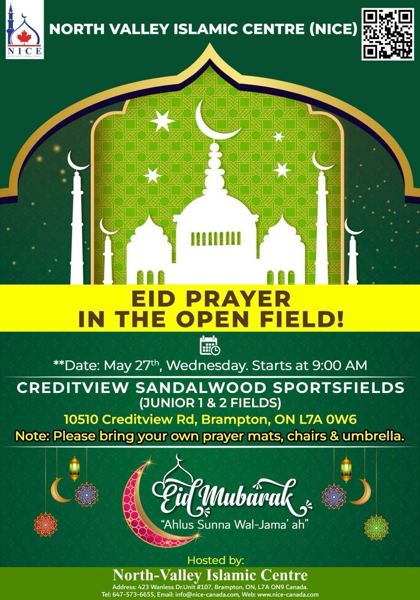 NORTH VALLEY ISLAMIC CENTRE (NICE)
NICE
EID PRAYER
IN THE OPEN FIELD!
**Date: May 27th, Wednesday. Starts at 9:00 AM
CREDITVIEW SANDALWOOD SPORTSFIELDS
(JUNIOR 1 & 2 FIELDS)
10510 Creditview Rd, Brampton, ON L7A 0W6
Note: Please bring your own prayer mats, chairs & umbrella.
Eid Mubarak
"Ahlus Sunna Wal-Jama' ah"
Hosted by:
North-Valley Islamic Centre
Address: 423 Wanless Dr.Unit #107, Brampton, ON, L7A ON9 Canada.
Tel: 647-573-6655, Email: info@nice-canada.com, Web: www.nice-canada.com